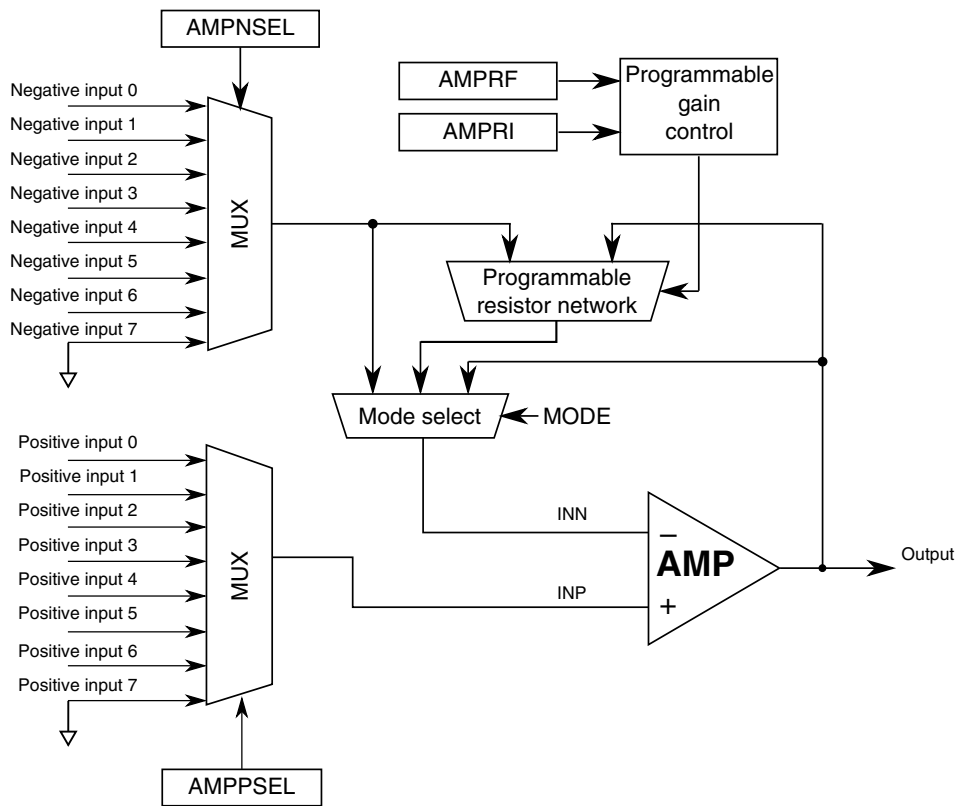 AMPNSEL
Negative input 0
Negative input 1
Negative input 2
Negative input 3
Negative input 4
Negative input 5
Negative input 6
Negative input 7
MUX
AMPRF
AMPRI
Programmable
gain
control
Programmable
resistor network
Mode select
MODE
Positive input 0
Positive input 1
Positive input 2
Positive input 3
Positive input 4
Positive input 5
Positive input 6
Positive input 7
MUX
INN
INP
−
AMP
+
Output
AMPPSEL